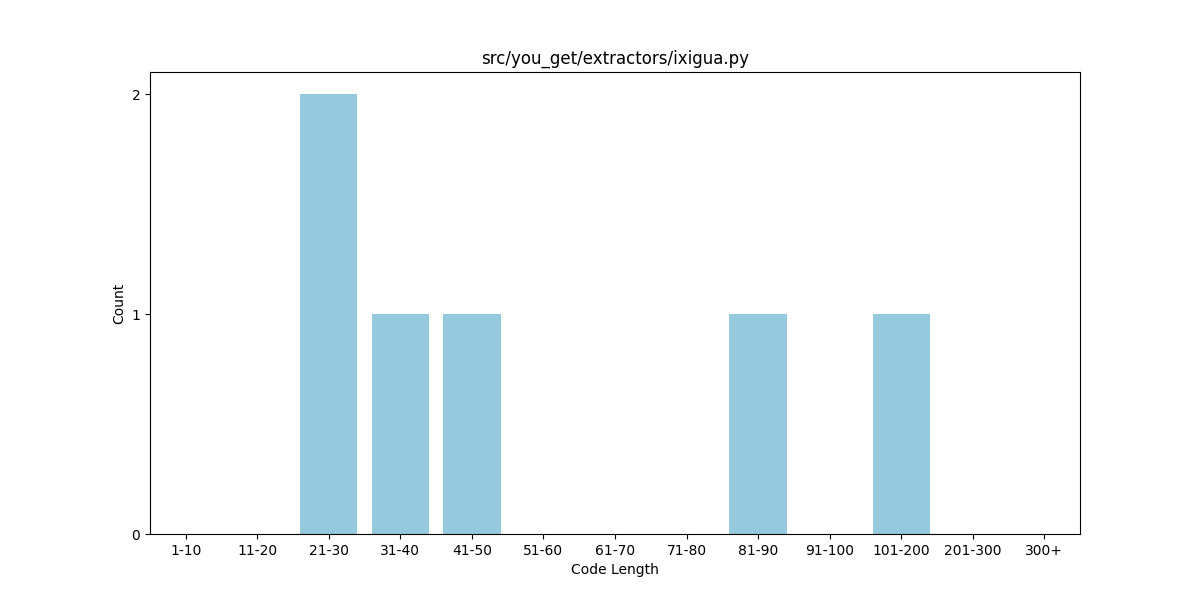 src/you_get/extractors/ixigua.py
Count
2
1
0
1-10 11-20 21-30 31-40 41-50 51-60 61-70 71-80 81-90 91-100 101-200 201-300 300+
Code Length